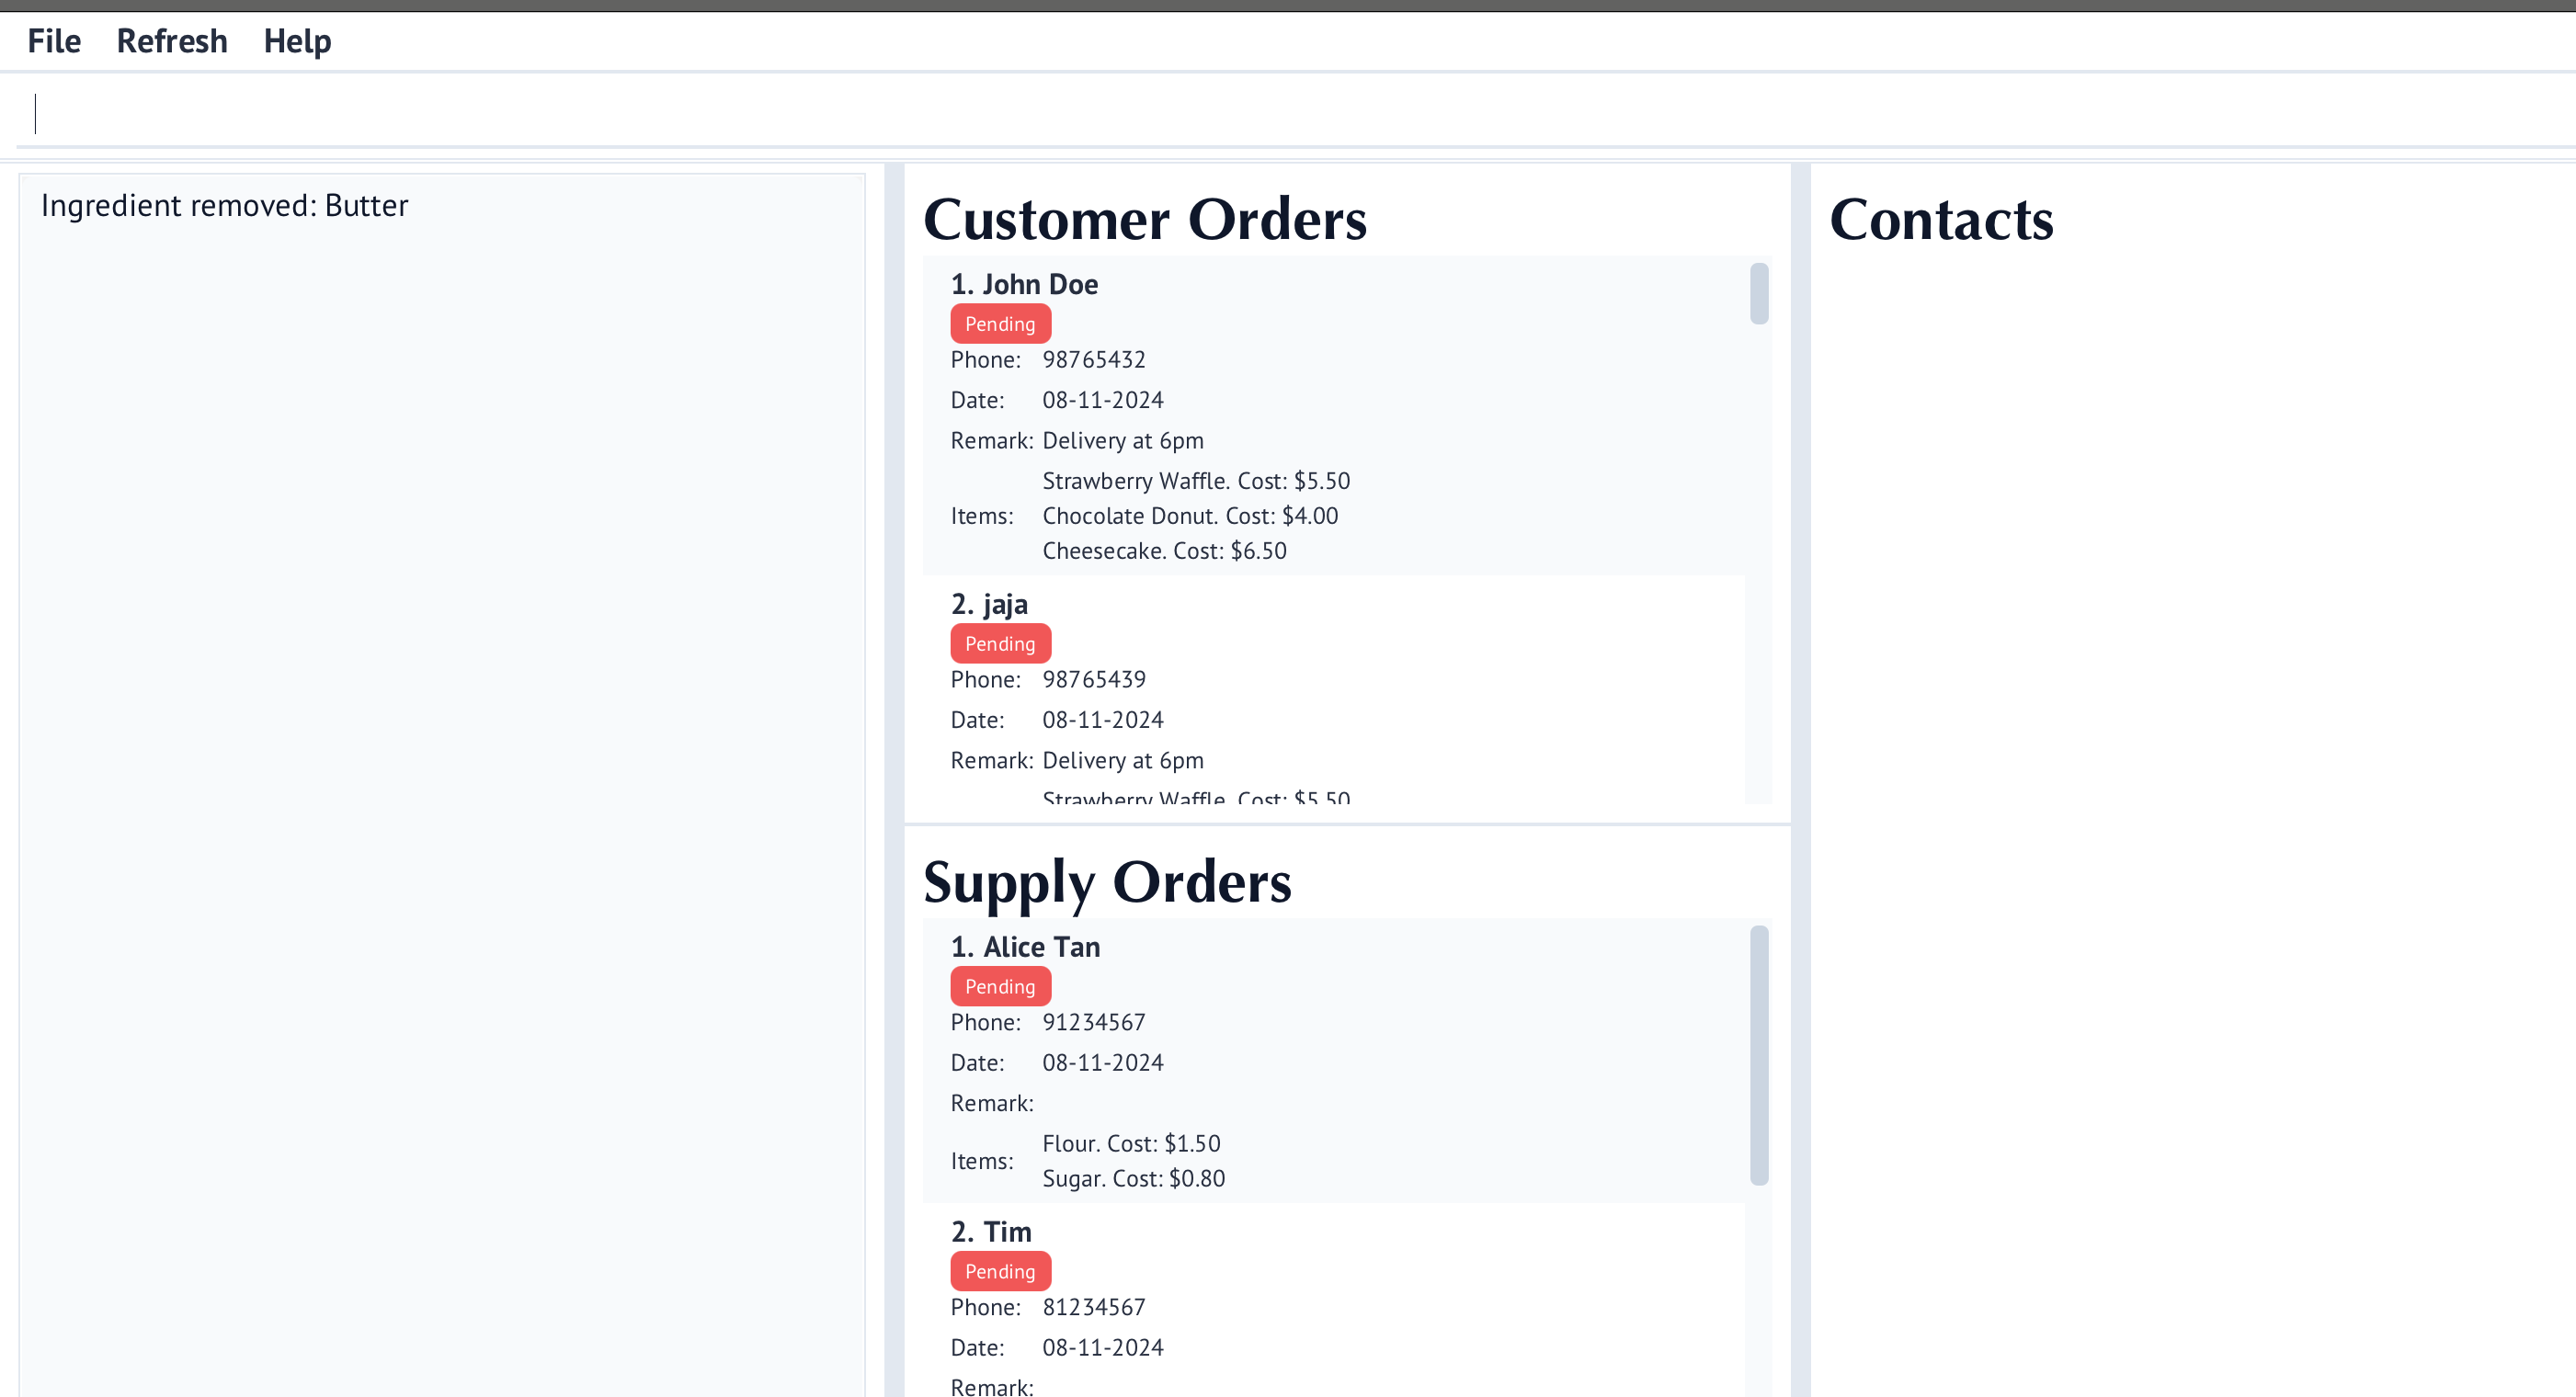 File Refresh Help
Ingredient removed: Butter
Customer Orders
1. John Doe
Pending
Phone: 98765432
Date: 08-11-2024
Remark: Delivery at 6pm
Strawberry Waffle. Cost: $5.50
Items: Chocolate Donut. Cost: $4.00
Cheesecake. Cost: $6.50
2. jaja
Pending
Phone: 98765439
Date: 08-11-2024
Remark: Delivery at 6pm
Strawberry Waffle. Cost: $5.50
Supply Orders
1. Alice Tan
Pending
Phone: 91234567
Date: 08-11-2024
Remark:
Flour. Cost: $1.50
Items:
Sugar. Cost: $0.80
2. Tim
Pending
Phone: 81234567
Date: 08-11-2024
Remark:
Contacts